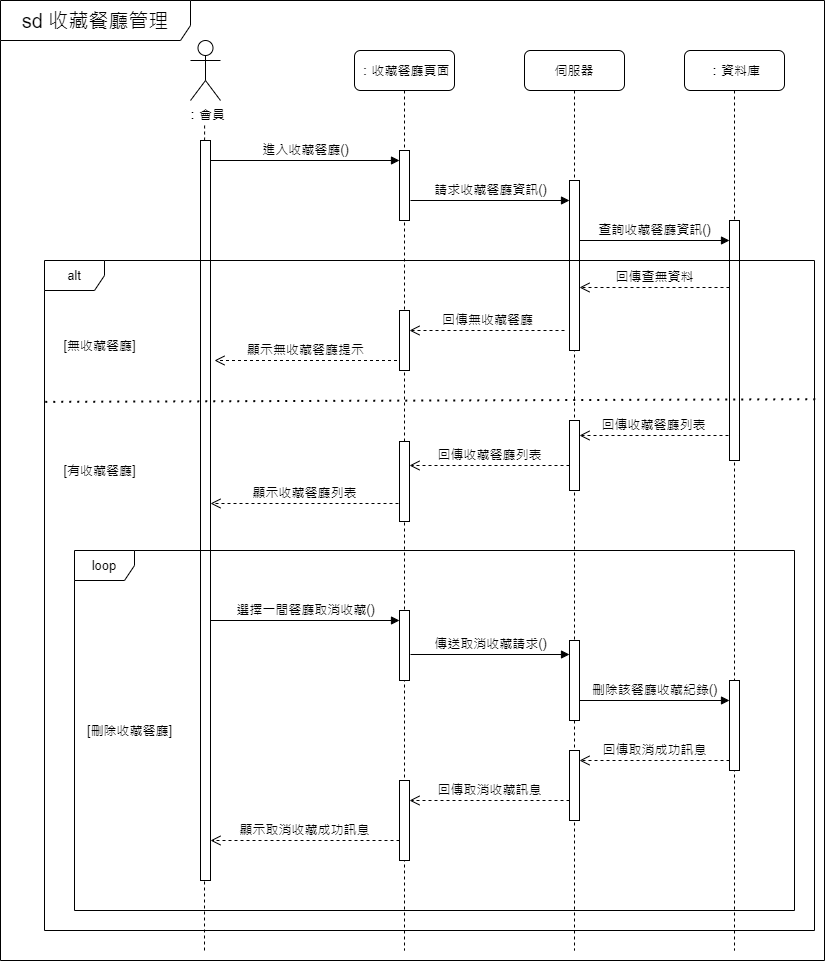 sd 收藏餐廳管理
：會員
：收藏餐廳頁面
伺服器
：資料庫
進入收藏餐廳()
請求收藏餐廳資訊()
查詢收藏餐廳資訊()
alt
回傳查無資料
回傳無收藏餐廳
[無收藏餐廳]
顯示無收藏餐廳提示
回傳收藏餐廳列表
回傳收藏餐廳列表
[有收藏餐廳]
顯示收藏餐廳列表
loop
選擇一間餐廳取消收藏()
傳送取消收藏請求()
刪除該餐廳收藏紀錄()
[刪除收藏餐廳]
回傳取消成功訊息
回傳取消收藏訊息
顯示取消收藏成功訊息